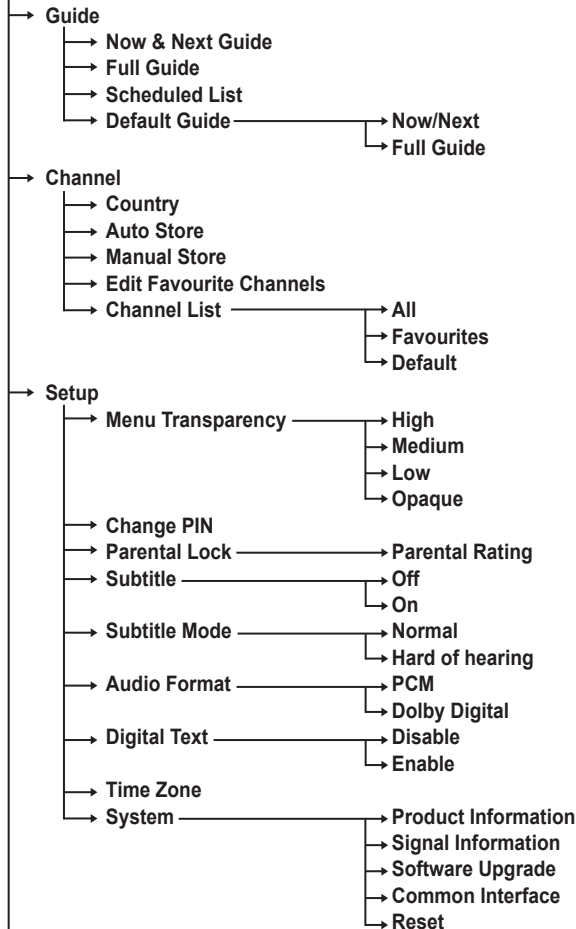 Guide
Now & Next Guide
Full Guide
Scheduled List
Default Guide Now/Next
Full Guide
Channel
Country
Auto Store
Manual Store
Edit Favourite Channels
Channel List All
Favourites
Default
Setup
Menu Transparency High
Medium
Low
Opaque
Change PIN
Parental Lock Parental Rating
Subtitle Off
On
Subtitle Mode Normal
Hard of hearing
Audio Format PCM
Dolby Digital
Digital Text Disable
Enable
Time Zone
System Product Information
Signal Information
Software Upgrade
Common Interface
Reset